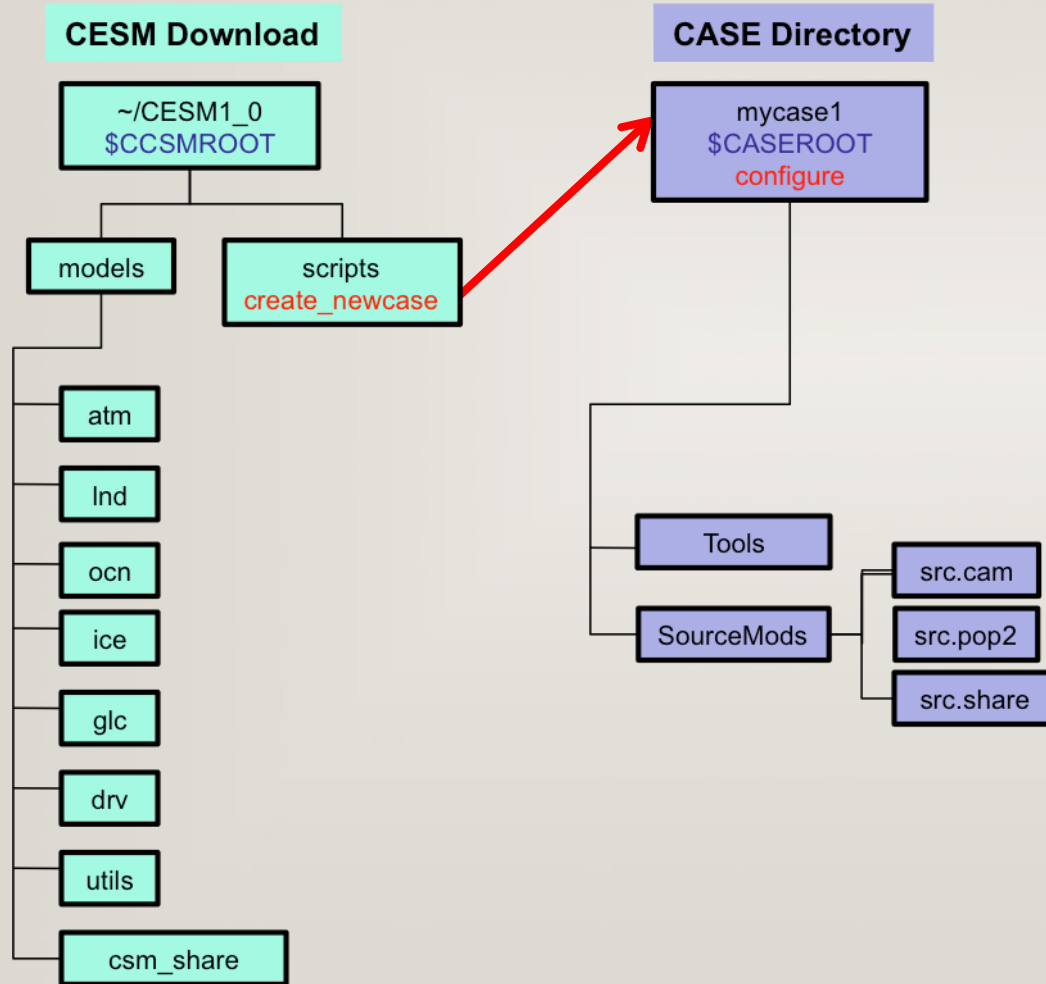 CESM Download
~/CESM1_0
$CCSMROOT
models
scripts
create_newcase
atm
lnd
ocn
ice
glc
drv
utils
csm_share
CASE Directory
mycase1
$CASEROOT
configure
Tools
SourceMods
src.cam
src.pop2
src.share